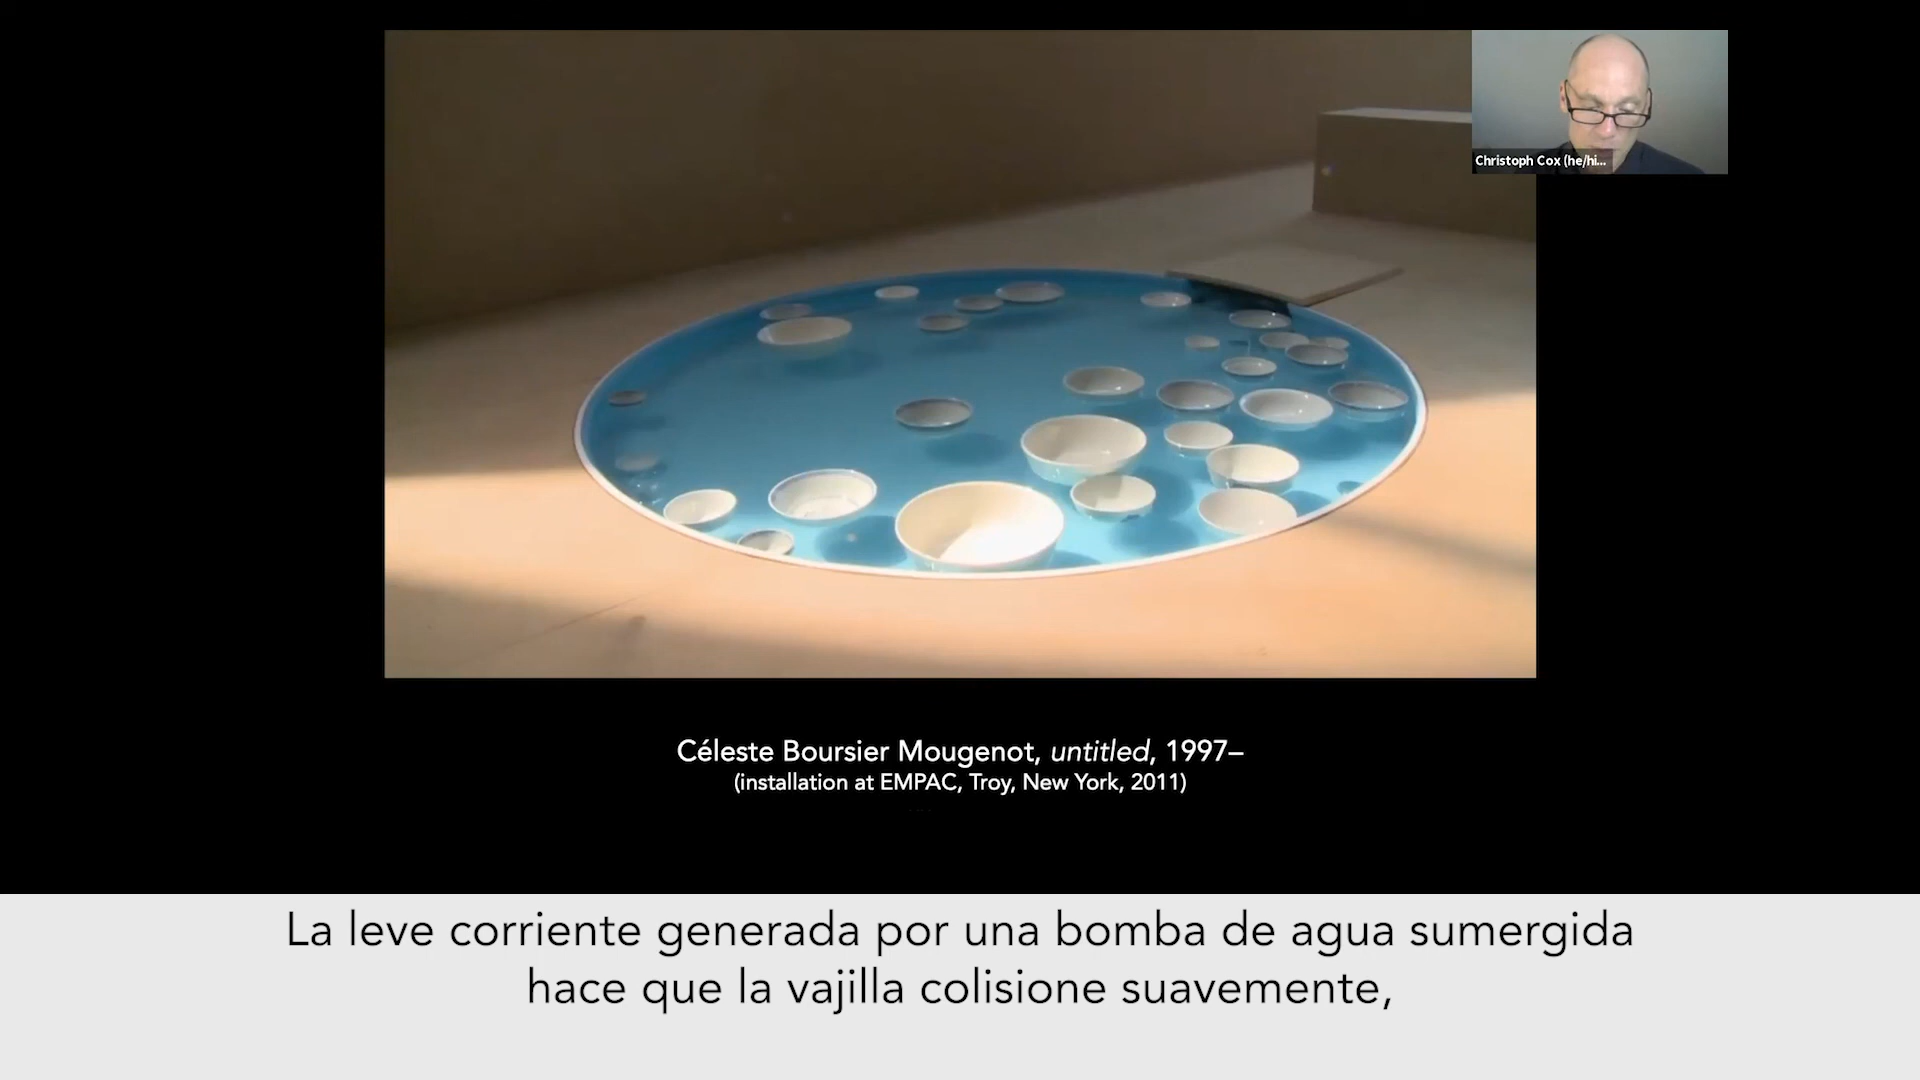 Christoph Cox (he/hi...
Céleste Boursier Mougenot, untitled, 1997–
(installation at EMPAC, Troy, New York, 2011)
La leve corriente generada por una bomba de agua sumergida
hace que la vajilla colisione suavemente,